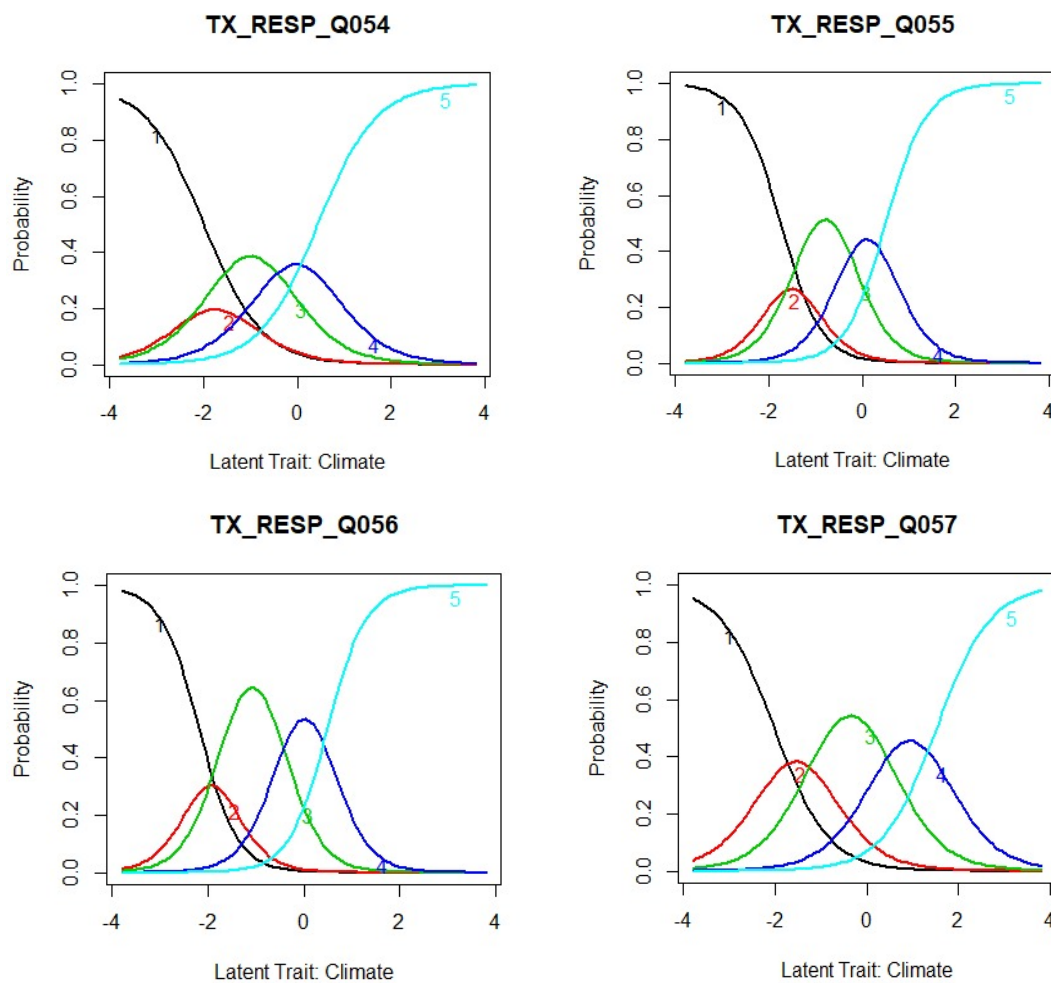 TX_RESP_Q054
Probability
0.0 0.2 0.4 0.6 0.8 1.0
1 2 3 4 5
-4 -2 0 2 4
Latent Trait: Climate
TX_RESP_Q055
Probability
0.0 0.2 0.4 0.6 0.8 1.0
1 2 3 4 5
-4 -2 0 2 4
Latent Trait: Climate
TX_RESP_Q056
Probability
0.0 0.2 0.4 0.6 0.8 1.0
1 2 3 4 5
-4 -2 0 2 4
Latent Trait: Climate
TX_RESP_Q057
Probability
0.0 0.2 0.4 0.6 0.8 1.0
1 2 3 4 5
-4 -2 0 2 4
Latent Trait: Climate